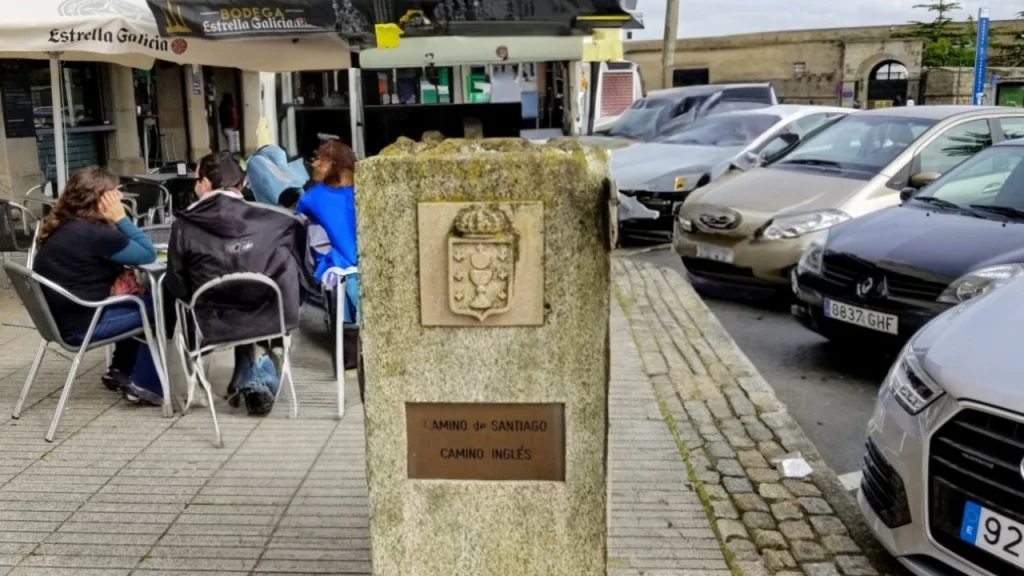 Estrella Galicia
BODEGA
Estrella Galicia
CAMINO de SANTIAGO
CAMINO INGLÉS
8837 GHF
E
92